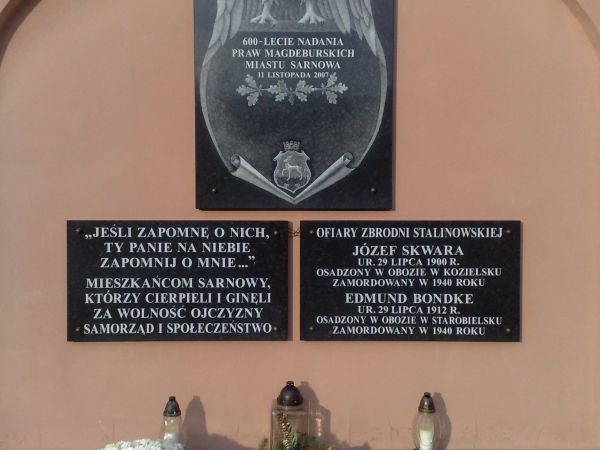 600-LECIE NADANIA
PRAW MAGDEBURSKICH
MIASTU SARNOWA
11 LISTOPADA 2007
„JEŚLI ZAPOMNĘ O NICH,
TY PANIE NA NIEBIE
ZAPOMNIJ O MNIE...”
MIESZKAŃCOM SARNOWY,
KTÓRZY CIERPIELI I GINĘLI
ZA WOLNOŚĆ OJCZYZNY
SAMORZĄD I SPOŁECZEŃSTWO
OFIARY ZBRODNI STALINOWSKIEJ
JÓZEF SKWARA
UR. 29 LIPCA 1900 R.
OSADZONY W OBOZIE W KOZIELSKU
ZAMORDOWANY W 1940 ROKU
EDMUND BONDKE
UR. 29 LIPCA 1912 R.
OSADZONY W OBOZIE W STAROBIELSKU
ZAMORDOWANY W 1940 ROKU